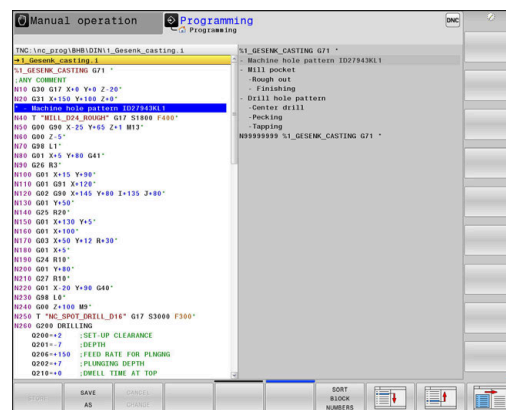 Manual operation
Programming
Programming
DNC
TNC:\nc_prog\BHB\DIN\1_Gesenk_casting.i
→1_Gesenk_casting.i
%1_GESENK_CASTING G71 *
;ANY COMMENT
N10 G30 G17 X+0 Y+0 Z-20*
N20 G31 X+150 Y+100 Z+0*
* - Machine hole pattern ID27943KL1
N40 T "MILL_D24_ROUGH" G17 S1800 F400*
N50 G00 G90 X-25 Y+65 Z+1 M13*
N60 G00 Z-5*
N70 G98 L1*
N80 G01 X+5 Y+80 G41*
N90 G26 R3*
N100 G01 X+15 Y+90*
N110 G01 G91 X+120*
N120 G02 G90 X+145 Y+80 I+135 J+80*
N130 G01 Y+50*
N140 G25 R20*
N150 G01 X+130 Y+5*
N160 G01 X+100*
N170 G03 X+50 Y+12 R+30*
N180 G01 X+5*
N190 G24 R10*
N200 G01 Y+80*
N210 G27 R10*
N220 G01 X-20 Y+90 G40*
N230 G98 L0*
N240 G00 Z+100 M9*
N250 T "NC_SPOT_DRILL_D16" G17 S3000 F300*
N260 G200 DRILLING
Q200=+2 ;SET-UP CLEARANCE
Q201=-7 ;DEPTH
Q206=+150 ;FEED RATE FOR PLNGNG
Q202=+7 ;PLUNGING DEPTH
Q210=+0 ;DWELL TIME AT TOP
%1_GESENK_CASTING G71 *
- Machine hole pattern ID27943KL1
- Mill pocket
-Rough out
- Finishing
- Drill hole pattern
-Center drill
-Pecking
-Tapping
N99999999 %1_GESENK_CASTING G71 *
SAVE
AS
CANCEL
CHANGE
SORT
BLOCK
NUMBERS